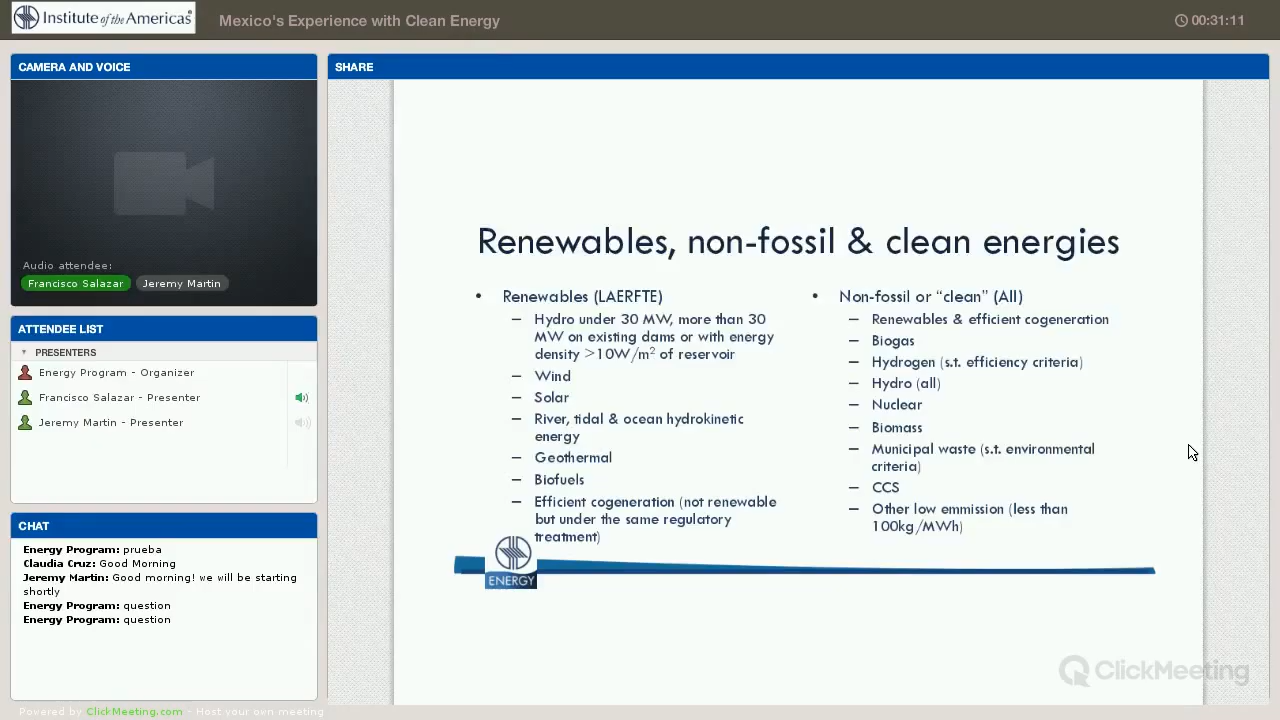 Institute of the Americas
Mexico's Experience with Clean Energy
00:31:11
CAMERA AND VOICE
Audio attendee:
Francisco Salazar
Jeremy Martin
ATTENDEE LIST
PRESENTERS
Energy Program - Organizer
Francisco Salazar - Presenter
Jeremy Martin - Presenter
CHAT
Energy Program: prueba
Claudia Cruz: Good Morning
Jeremy Martin: Good morning! we will be starting
shortly
Energy Program: question
Energy Program: question
SHARE
Renewables, non-fossil & clean energies
• Renewables (LAERFTE)
– Hydro under 30 MW, more than 30
MW on existing dams or with energy
density >10W/m² of reservoir
– Wind
– Solar
– River, tidal & ocean hydrokinetic
energy
– Geothermal
– Biofuels
– Efficient cogeneration (not renewable
but under the same regulatory
treatment)
• Non-fossil or “clean” (All)
– Renewables & efficient cogeneration
– Biogas
– Hydrogen (s.t. efficiency criteria)
– Hydro (all)
– Nuclear
– Biomass
– Municipal waste (s.t. environmental
criteria)
– CCS
– Other low emmission (less than
100kg/MWh)
ENERGY
ClickMeeting
Powered by ClickMeeting.com - Host your own meeting